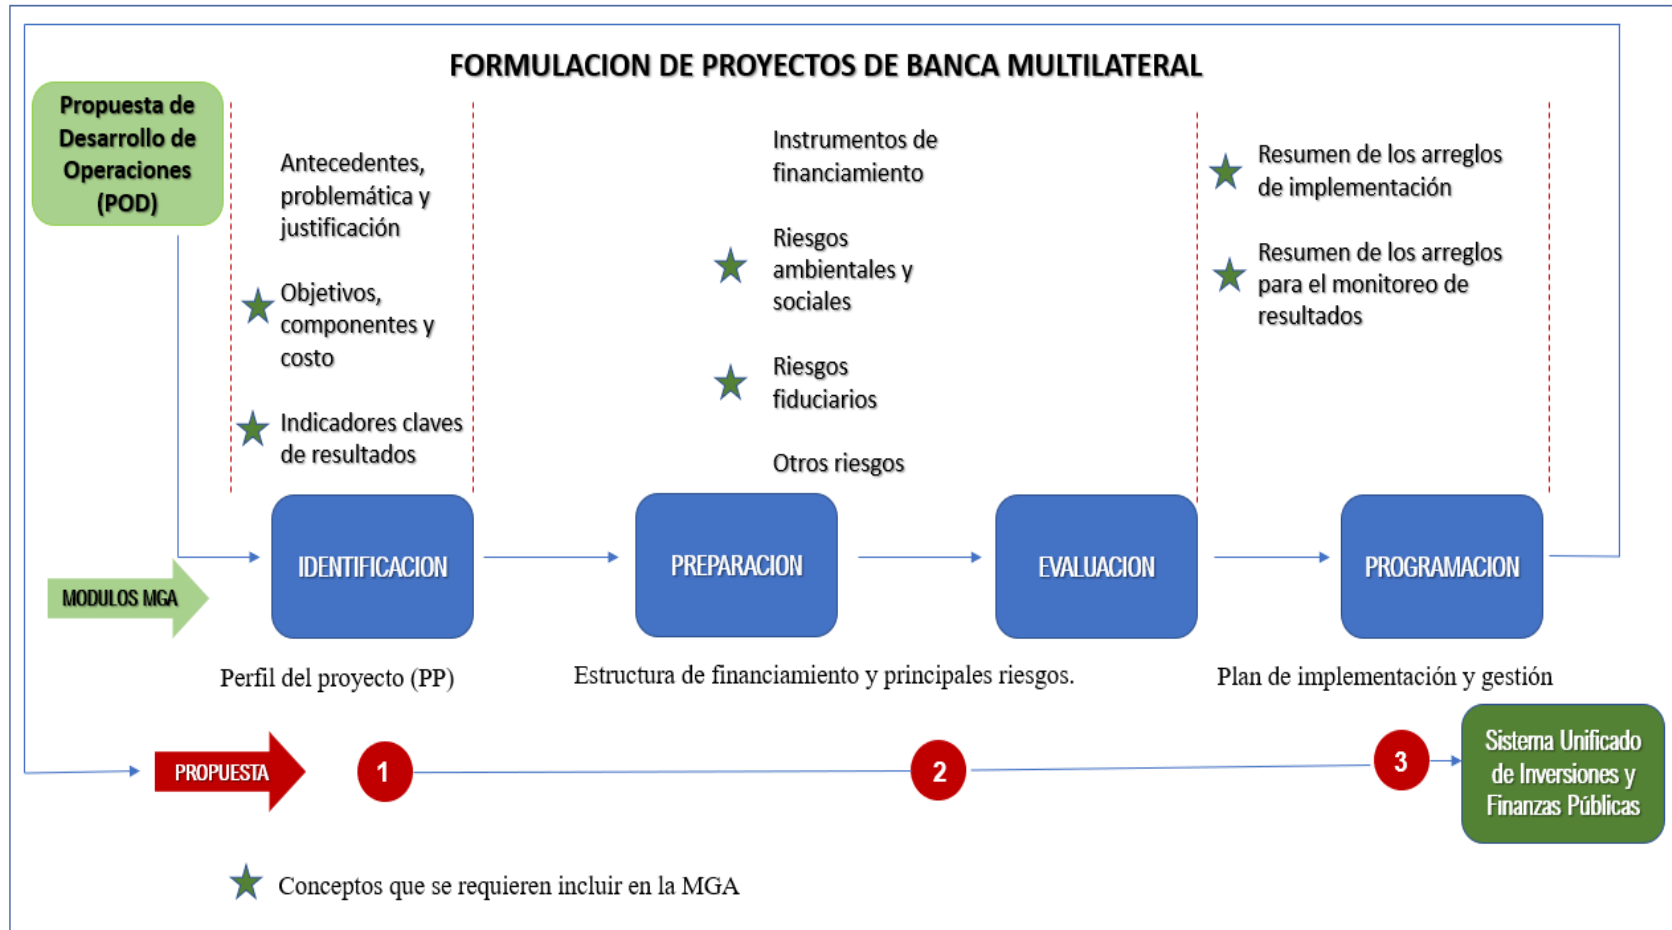 FORMULACION DE PROYECTOS DE BANCA MULTILATERAL
Propuesta de
Desarrollo de
Operaciones
(POD)
Antecedentes,
problemática y
justificación
Objetivos,
componentes y
costo
Indicadores claves
de resultados
Instrumentos de
financiamiento
Riesgos
ambientales y
sociales
Riesgos
fiduciarios
Otros riesgos
Resumen de los arreglos
de implementación
Resumen de los arreglos
para el monitoreo de
resultados
MODULOS MGA
IDENTIFICACION
PREPARACION
EVALUACION
PROGRAMACION
Perfil del proyecto (PP)
Estructura de financiamiento y principales riesgos.
Plan de implementación y gestión
PROPUESTA
1
2
3
Sistema Unificado
de Inversiones y
Finanzas Públicas
Conceptos que se requieren incluir en la MGA